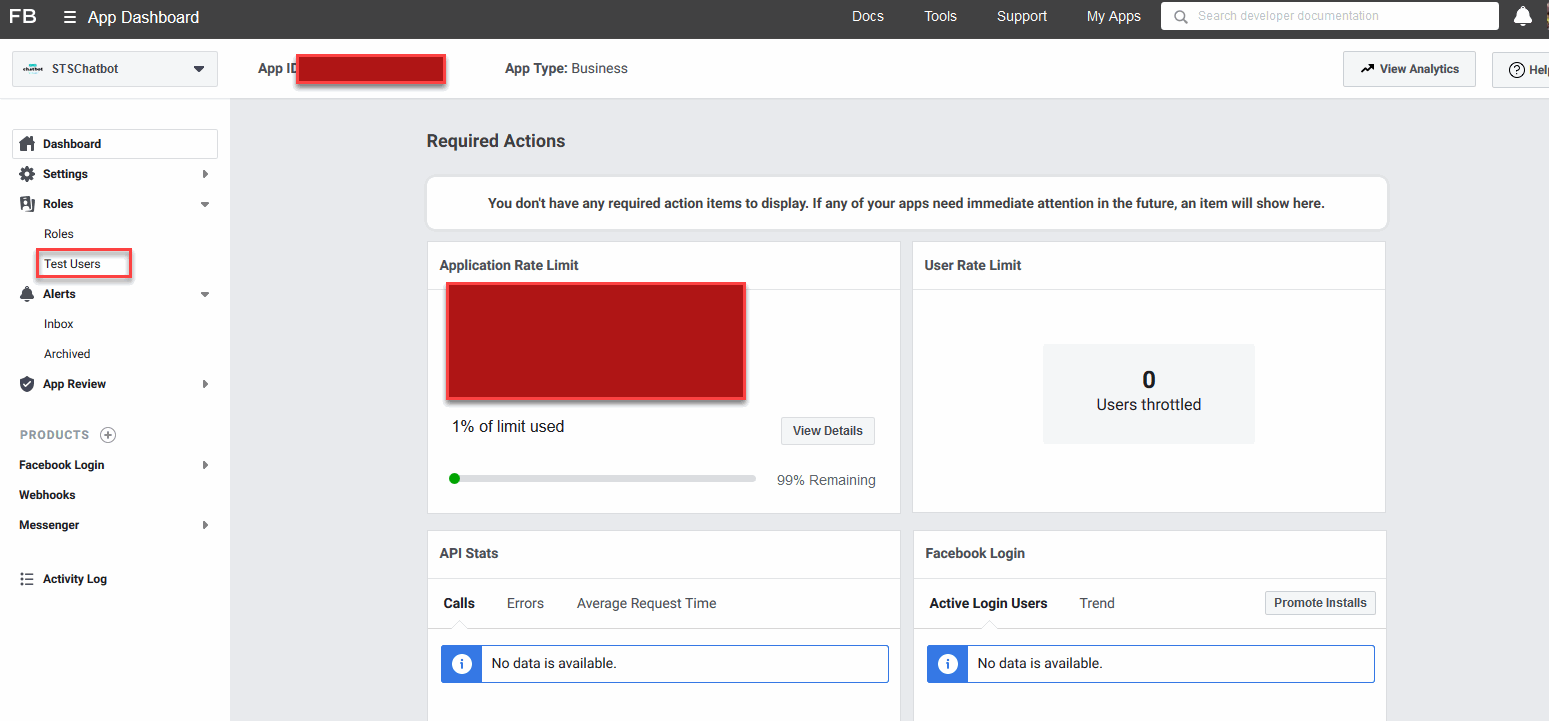 FB
App Dashboard
Docs
Tools
Support
My Apps
Search developer documentation
chatbot
STSChatbot
App ID
App Type: Business
View Analytics
Help
Dashboard
Settings
Roles
Roles
Test Users
Alerts
Inbox
Archived
App Review
PRODUCTS
Facebook Login
Webhooks
Messenger
Activity Log
Required Actions
You don't have any required action items to display. If any of your apps need immediate attention in the future, an item will show here.
Application Rate Limit
1% of limit used
View Details
99% Remaining
User Rate Limit
0
Users throttled
API Stats
Calls
Errors
Average Request Time
No data is available.
Facebook Login
Active Login Users
Trend
Promote Installs
No data is available.